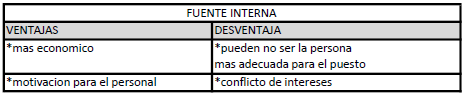 FUENTE INTERNA
VENTAJAS DESVENTAJA
*mas economico *pueden no ser la persona
mas adecuada para el puesto
*motivacion para el personal *conflicto de intereses